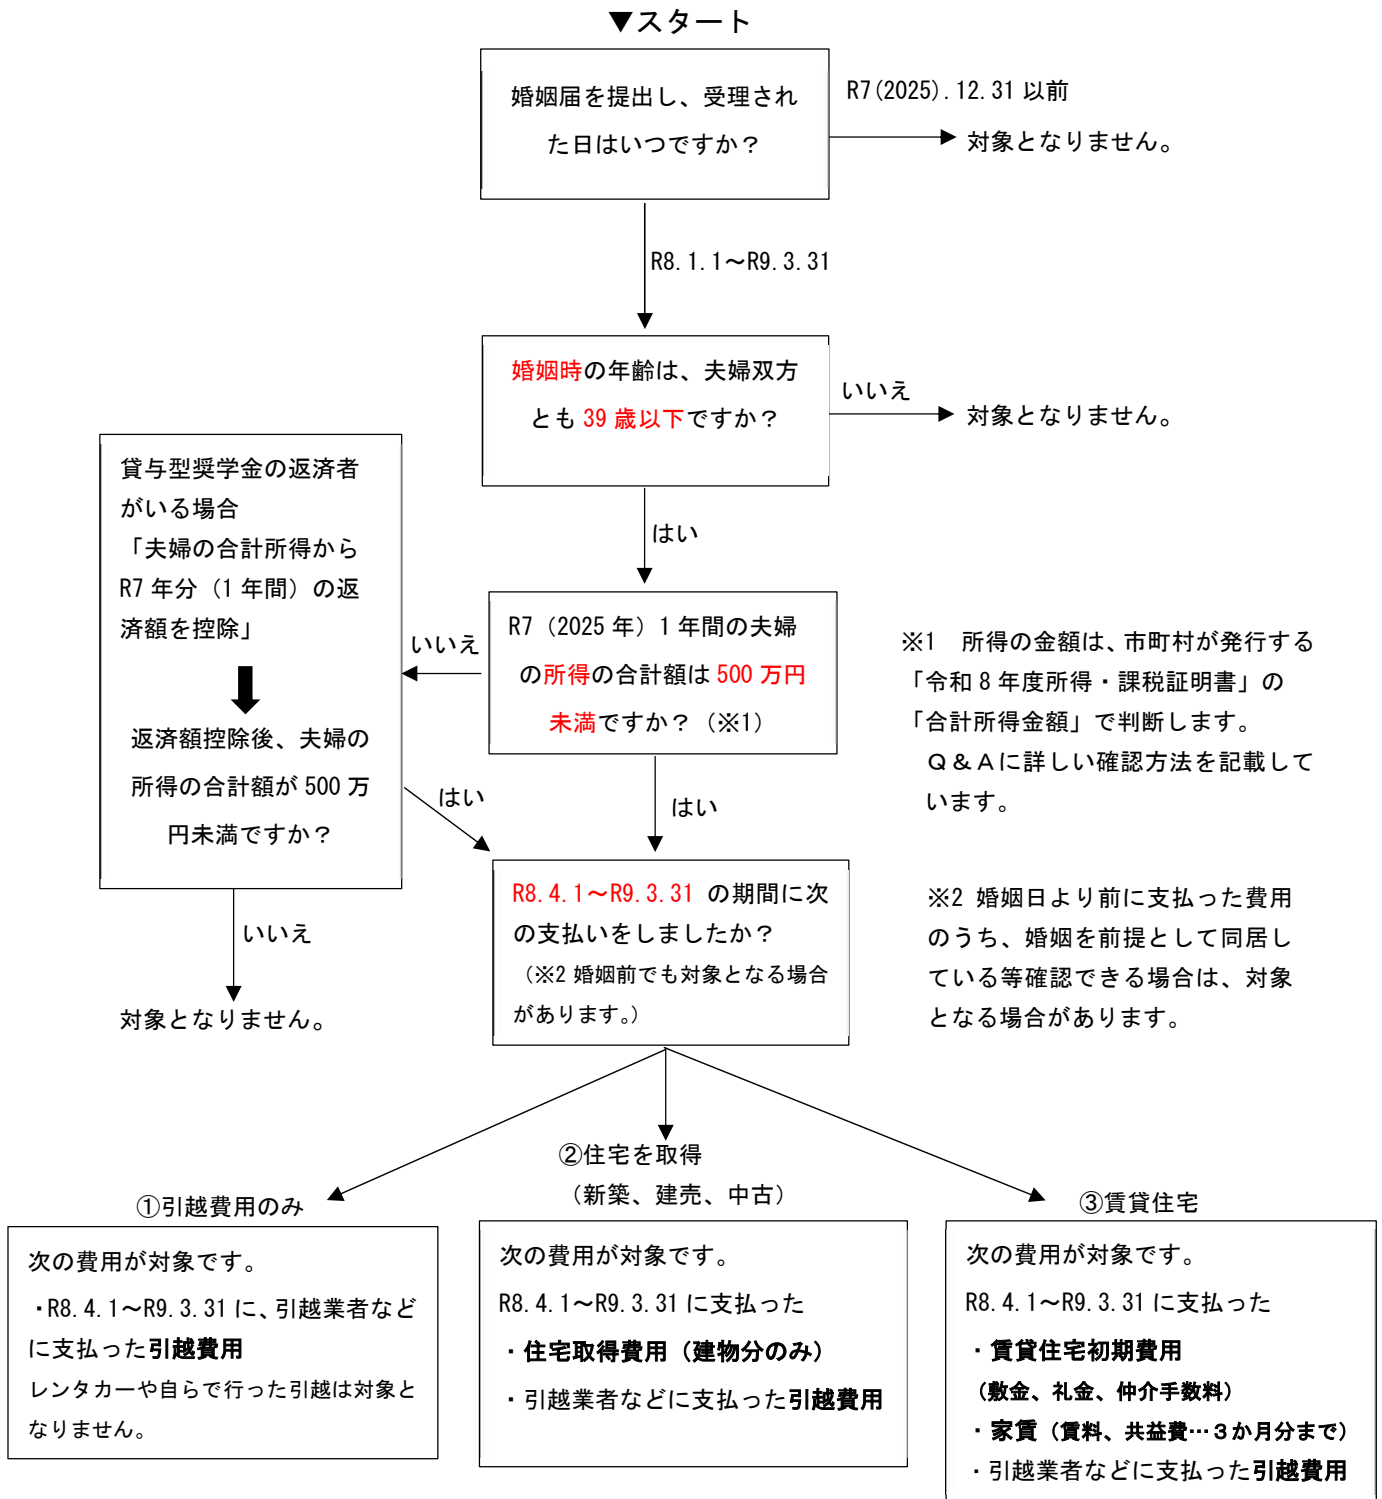 ▼スタート
婚姻届を提出し、受理され
た日はいつですか？
R7(2025).12.31 以前
対象となりません。
R8.1.1～R9.3.31
婚姻時の年齢は、夫婦双方
とも 39 歳以下ですか？
いいえ
対象となりません。
はい
R7（2025 年）1 年間の夫婦
の所得の合計額は 500 万円
未満ですか？（※1）
いいえ
貸与型奨学金の返済者
がいる場合
「夫婦の合計所得から
R7 年分（1 年間）の返
済額を控除」
返済額控除後、夫婦の
所得の合計額が 500 万
円未満ですか？
はい
はい
いいえ
対象となりません。
※1　所得の金額は、市町村が発行する
「令和 8 年度所得・課税証明書」の
「合計所得金額」で判断します。
Ｑ＆Ａに詳しい確認方法を記載して
います。
R8.4.1～R9.3.31 の期間に次
の支払いをしましたか？
（※2 婚姻前でも対象となる場合
があります。）
※2 婚姻日より前に支払った費用
のうち、婚姻を前提として同居し
ている等確認できる場合は、対象
となる場合があります。
①引越費用のみ
次の費用が対象です。
・R8.4.1～R9.3.31 に、引越業者など
に支払った引越費用
レンタカーや自らで行った引越は対象と
なりません。
②住宅を取得
（新築、建売、中古）
次の費用が対象です。
R8.4.1～R9.3.31 に支払った
・住宅取得費用（建物分のみ）
・引越業者などに支払った引越費用
③賃貸住宅
次の費用が対象です。
R8.4.1～R9.3.31 に支払った
・賃貸住宅初期費用
（敷金、礼金、仲介手数料）
・家賃（賃料、共益費…３か月分まで）
・引越業者などに支払った引越費用